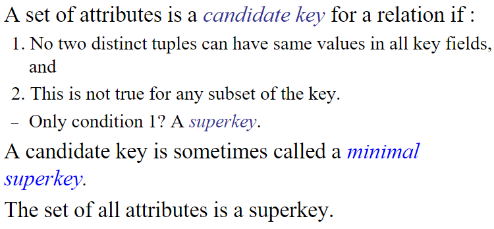 A set of attributes is a candidate key for a relation if :
1. No two distinct tuples can have same values in all key fields,
and
2. This is not true for any subset of the key.
– Only condition 1? A superkey.
A candidate key is sometimes called a minimal
superkey.
The set of all attributes is a superkey.